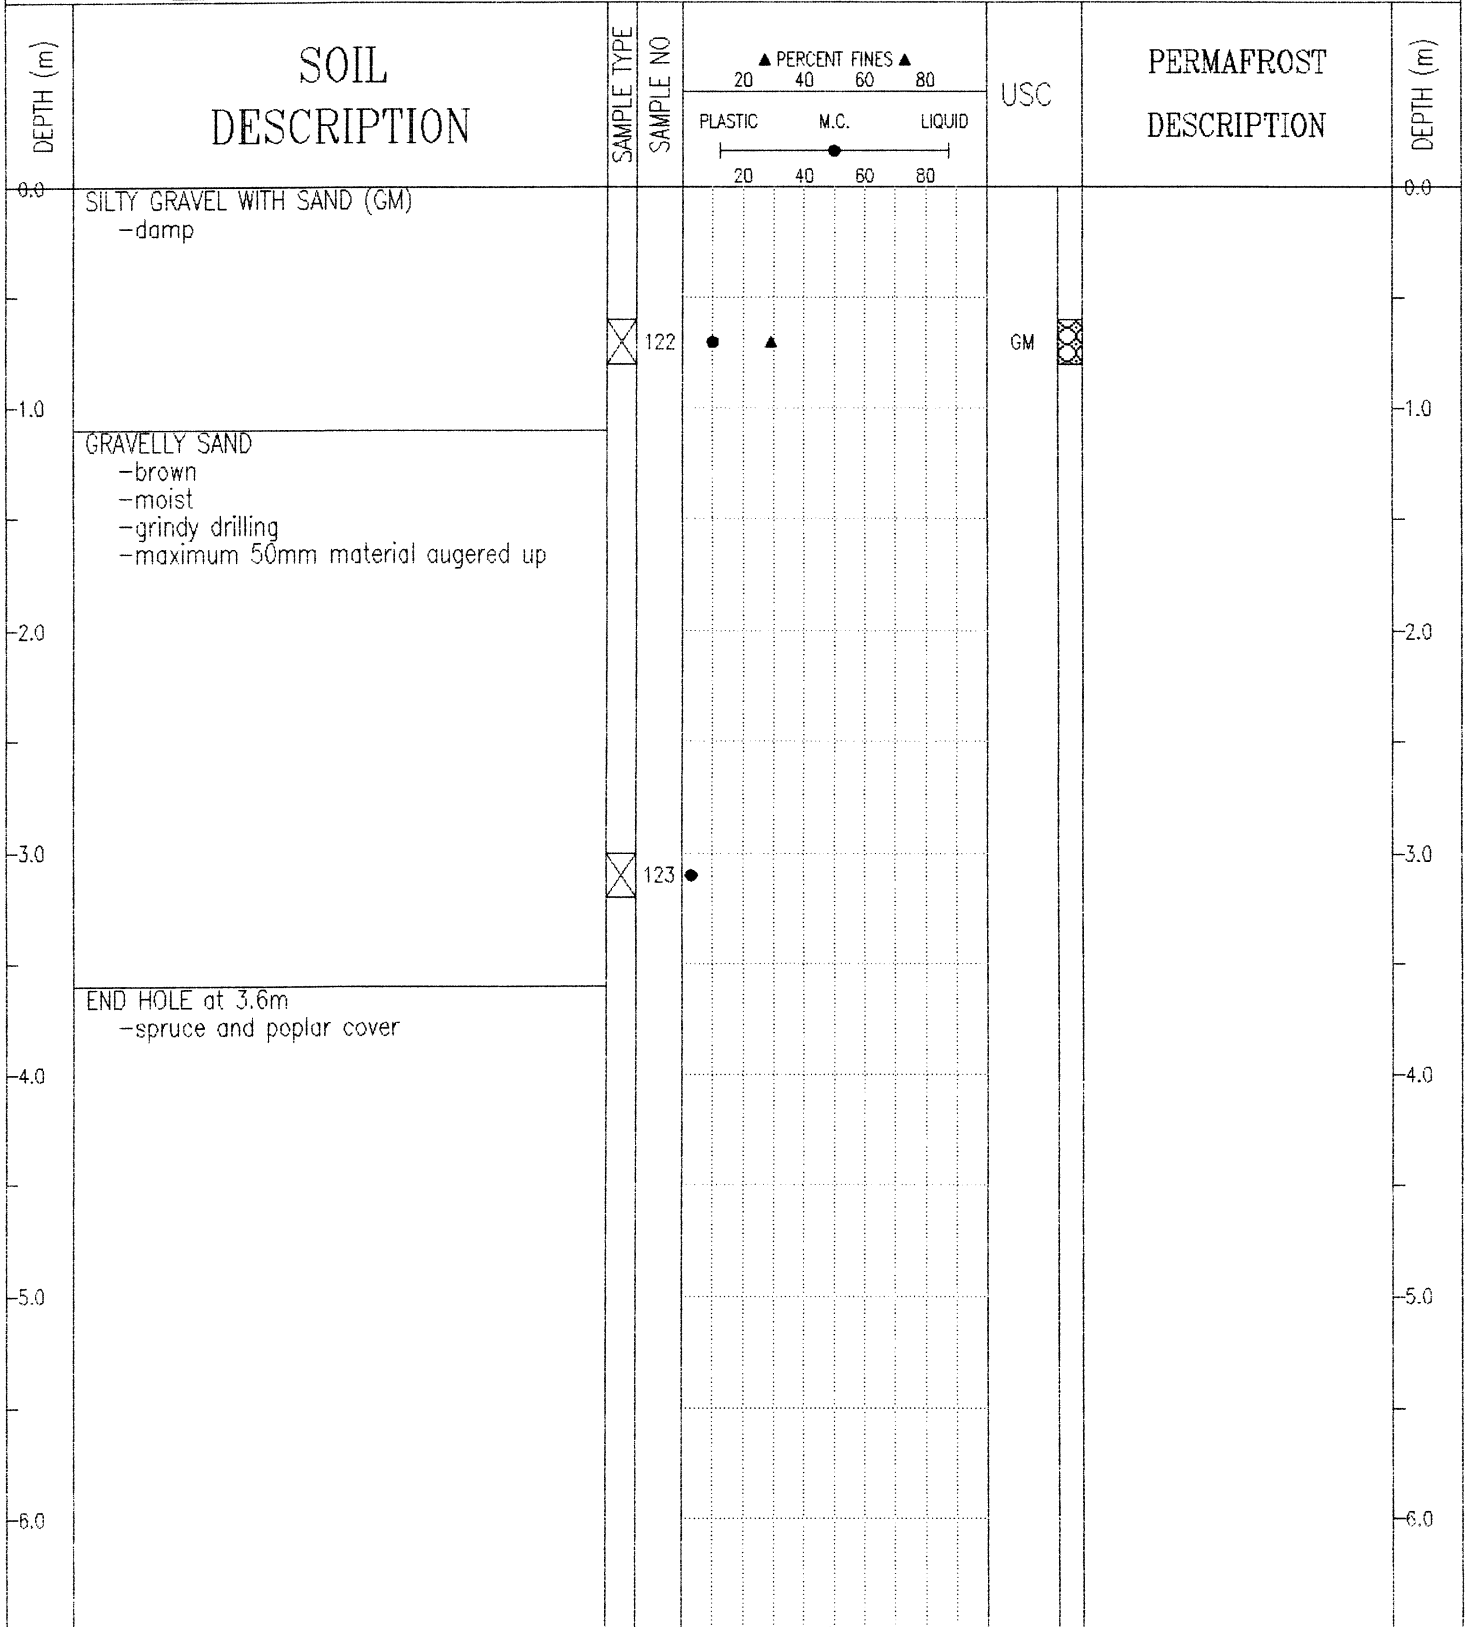 DEPTH (m)
SOIL
DESCRIPTION
SAMPLE TYPE
SAMPLE NO
▲ PERCENT FINES ▲
20 40 60 80
PLASTIC M.C. LIQUID
20 40 60 80
USC
PERMAFROST
DESCRIPTION
DEPTH (m)
0.0
SILTY GRAVEL WITH SAND (GM)
-damp
0.0
122
GM
1.0
1.0
GRAVELLY SAND
-brown
-moist
-grindy drilling
-maximum 50mm material augered up
2.0
2.0
3.0
3.0
123
END HOLE at 3.6m
-spruce and poplar cover
4.0
4.0
5.0
5.0
6.0
6.0